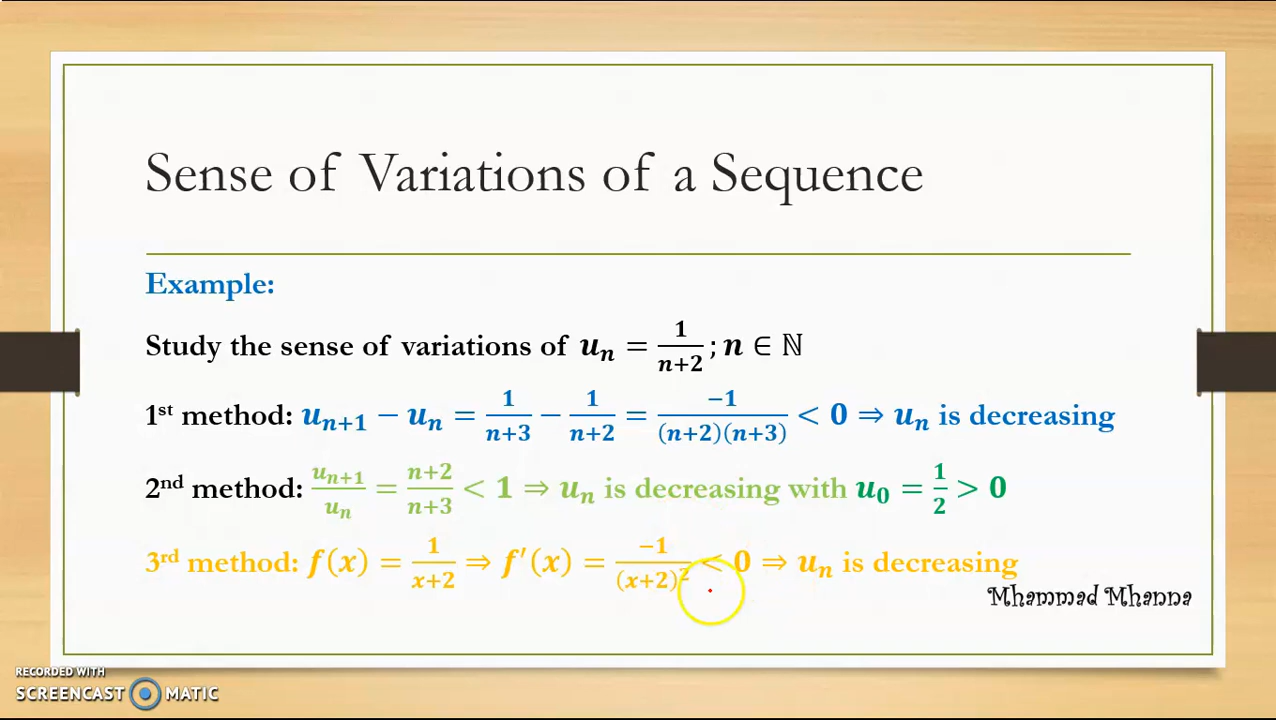 Sense of Variations of a Sequence
Example:
Study the sense of variations of uₙ = 1/(n+2) ; n ∈ ℕ
1st method: uₙ₊₁ − uₙ = 1/(n+3) − 1/(n+2) = −1/((n+2)(n+3)) < 0 ⇒ uₙ is decreasing
2nd method: uₙ₊₁/uₙ = (n+2)/(n+3) < 1 ⇒ uₙ is decreasing with u₀ = 1/2 > 0
3rd method: f(x) = 1/(x+2) ⇒ f′(x) = −1/(x+2)² < 0 ⇒ uₙ is decreasing
Mhammad Mhanna
RECORDED WITH
SCREENCAST MATIC